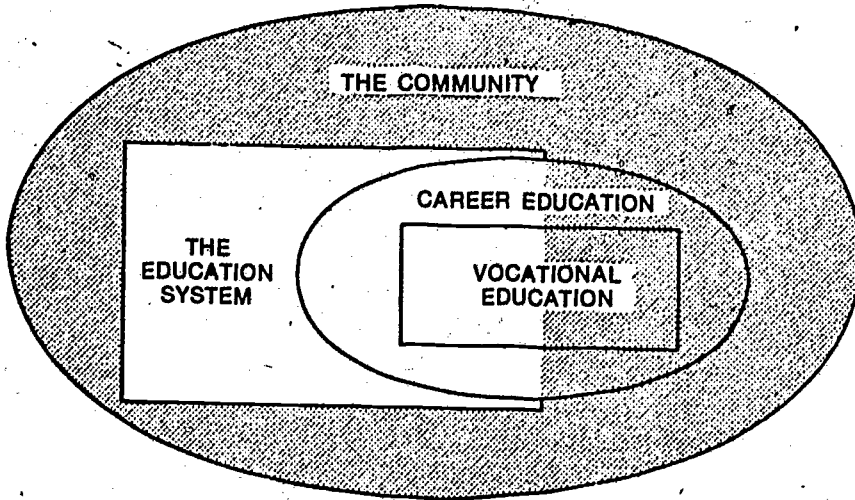 THE COMMUNITY
CAREER EDUCATION
THE
EDUCATION
SYSTEM
VOCATIONAL
EDUCATION